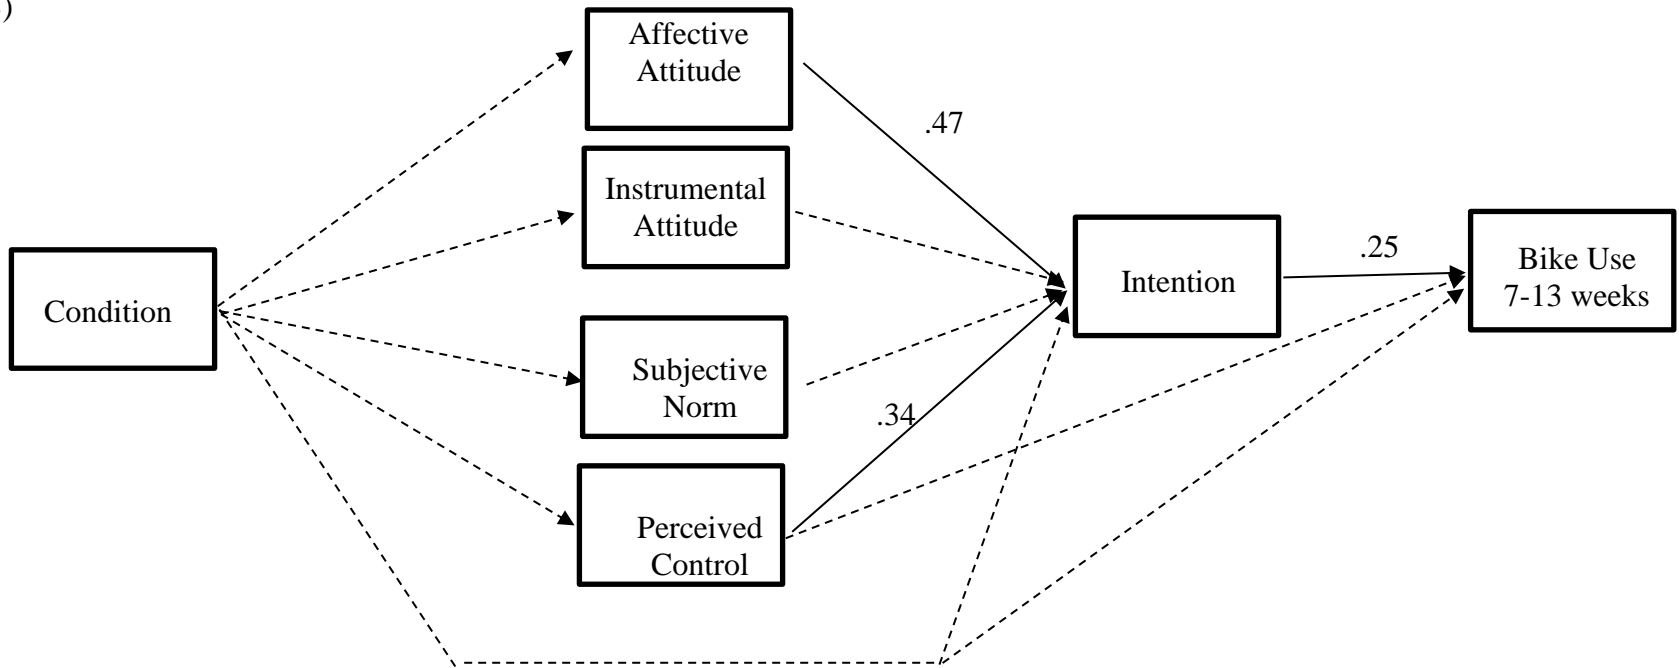 )
Affective
Attitude
.47
Instrumental
Attitude
Condition
Intention
.25
Bike Use
7-13 weeks
Subjective
Norm
.34
Perceived
Control